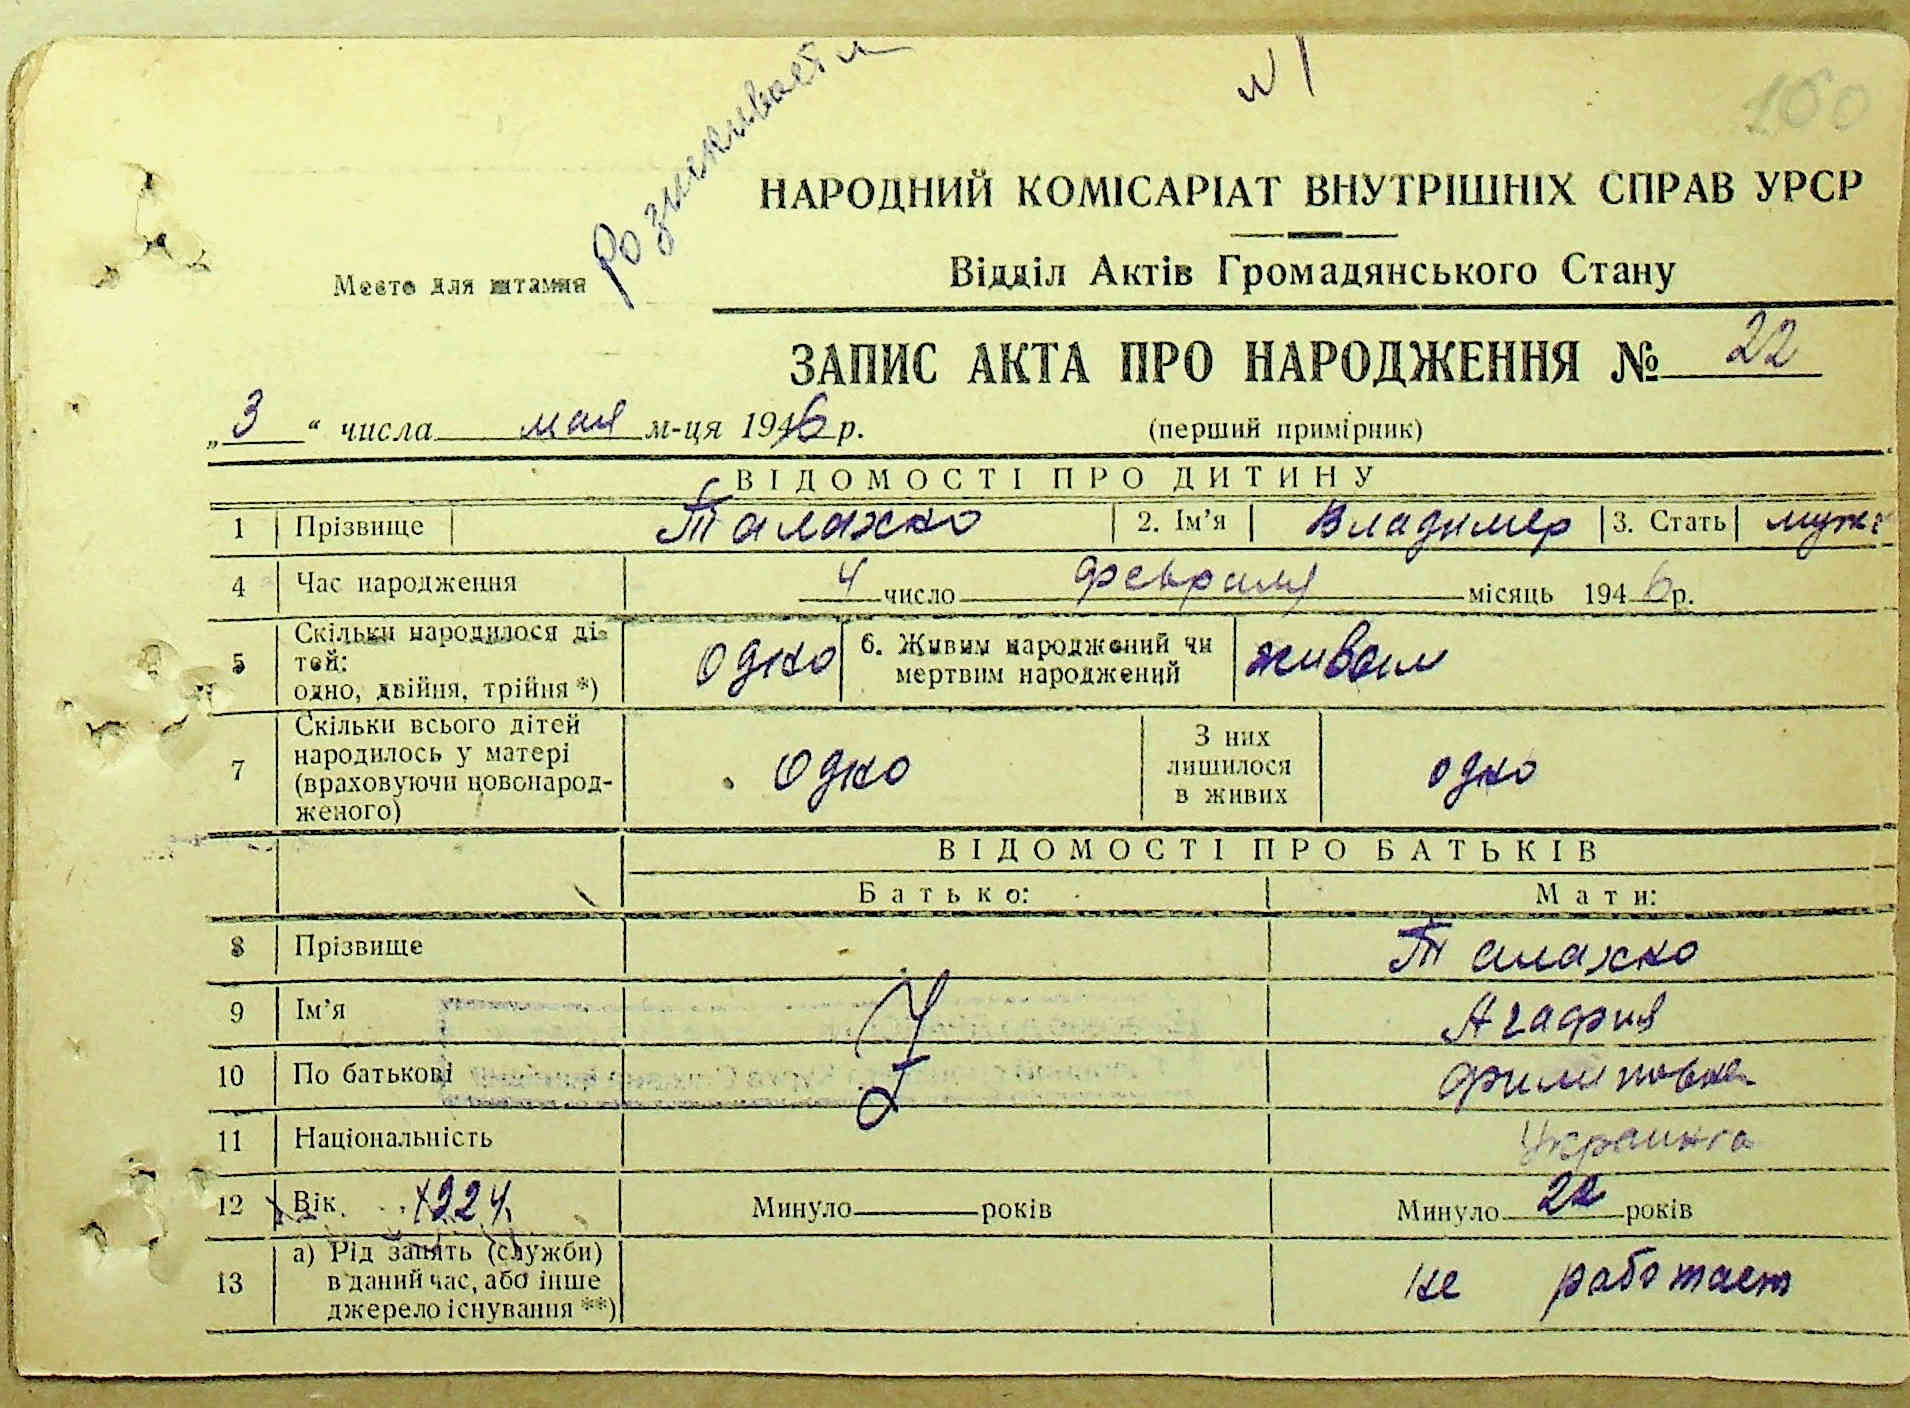 N 1
160
НАРОДНИЙ КОМІСАРІАТ ВНУТРІШНІХ СПРАВ УРСР
Место для штампа
Відділ Актів Громадянського Стану
ЗАПИС АКТА ПРО НАРОДЖЕННЯ № 22
„3“ числа мая м-ця 1946 р. (перший примірник)
ВІДОМОСТІ ПРО ДИТИНУ
1 Прізвище Талахно 2. Ім’я Владимер 3. Стать муж
4 Час народження 4 число февраля місяць 1946 р.
5 Скільки народилося дітей: одно, двійня, трійня *) одно 6. Живим народжений чи мертвим народжений живым
7 Скільки всього дітей народилось у матері (враховуючи новонародженого) одно З них лишилося в живих одно
ВІДОМОСТІ ПРО БАТЬКІВ
Батько: Мати:
8 Прізвище Талахно
9 Ім’я Агафия
10 По батькові Филиповна
11 Національність Украинка
12 Вік 1924 Минуло років Минуло 22 років
13 а) Рід занять (служби) в даний час, або інше джерело існування **) не работает